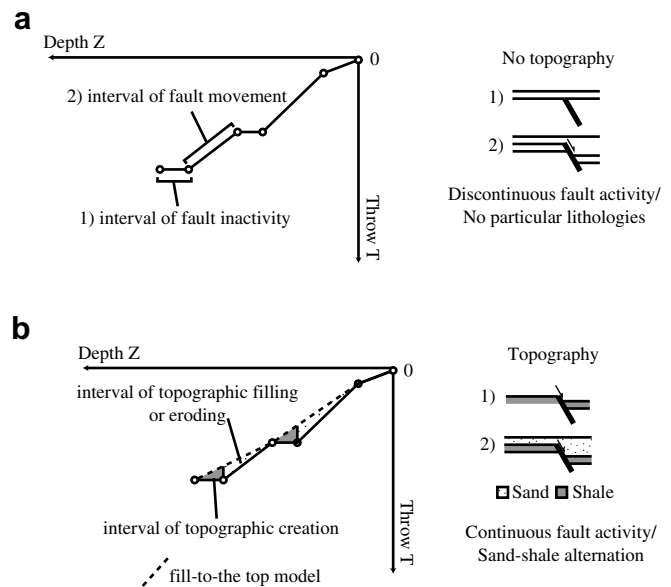 a
Depth Z
0
2) interval of fault movement
1) interval of fault inactivity
Throw T
No topography
1)
2)
Discontinuous fault activity/
No particular lithologies
b
Depth Z
0
interval of topographic filling
or eroding
interval of topographic creation
fill-to-the top model
Throw T
Topography
1)
2)
Sand Shale
Continuous fault activity/
Sand-shale alternation